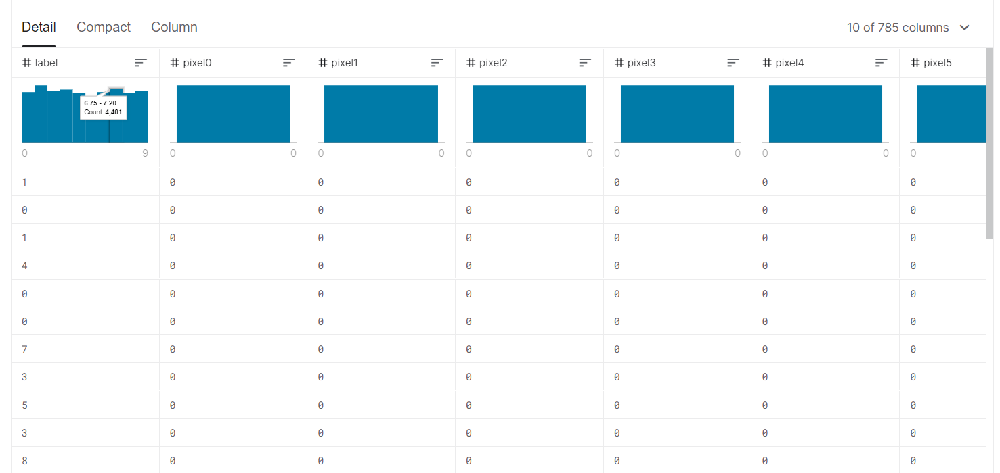 Detail Compact Column 10 of 785 columns
# label # pixel0 # pixel1 # pixel2 # pixel3 # pixel4 # pixel5
6.75 - 7.20
Count: 4,401
0 9 0 0 0 0 0 0 0 0 0 0 0
1 0 0 0 0 0 0
0 0 0 0 0 0 0
1 0 0 0 0 0 0
4 0 0 0 0 0 0
0 0 0 0 0 0 0
0 0 0 0 0 0 0
7 0 0 0 0 0 0
3 0 0 0 0 0 0
5 0 0 0 0 0 0
3 0 0 0 0 0 0
8 0 0 0 0 0 0